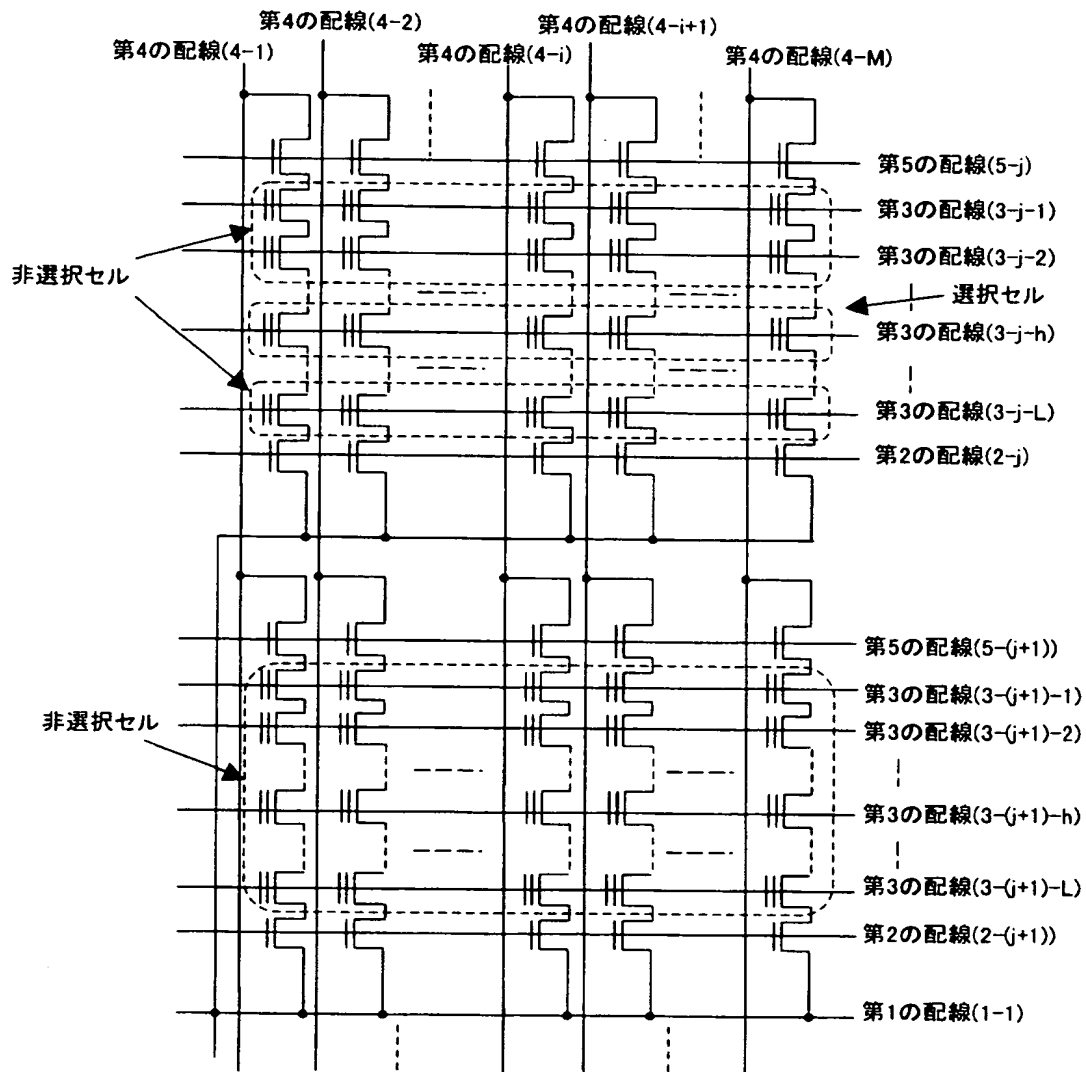 第4の配線(4-2)
第4の配線(4-i+1)
第4の配線(4-1)
第4の配線(4-i)
第4の配線(4-M)
第5の配線(5-j)
第3の配線(3-j-1)
第3の配線(3-j-2)
非選択セル
選択セル
第3の配線(3-j-h)
第3の配線(3-j-L)
第2の配線(2-j)
第5の配線(5-(j+1))
第3の配線(3-(j+1)-1)
非選択セル
第3の配線(3-(j+1)-2)
第3の配線(3-(j+1)-h)
第3の配線(3-(j+1)-L)
第2の配線(2-(j+1))
第1の配線(1-1)